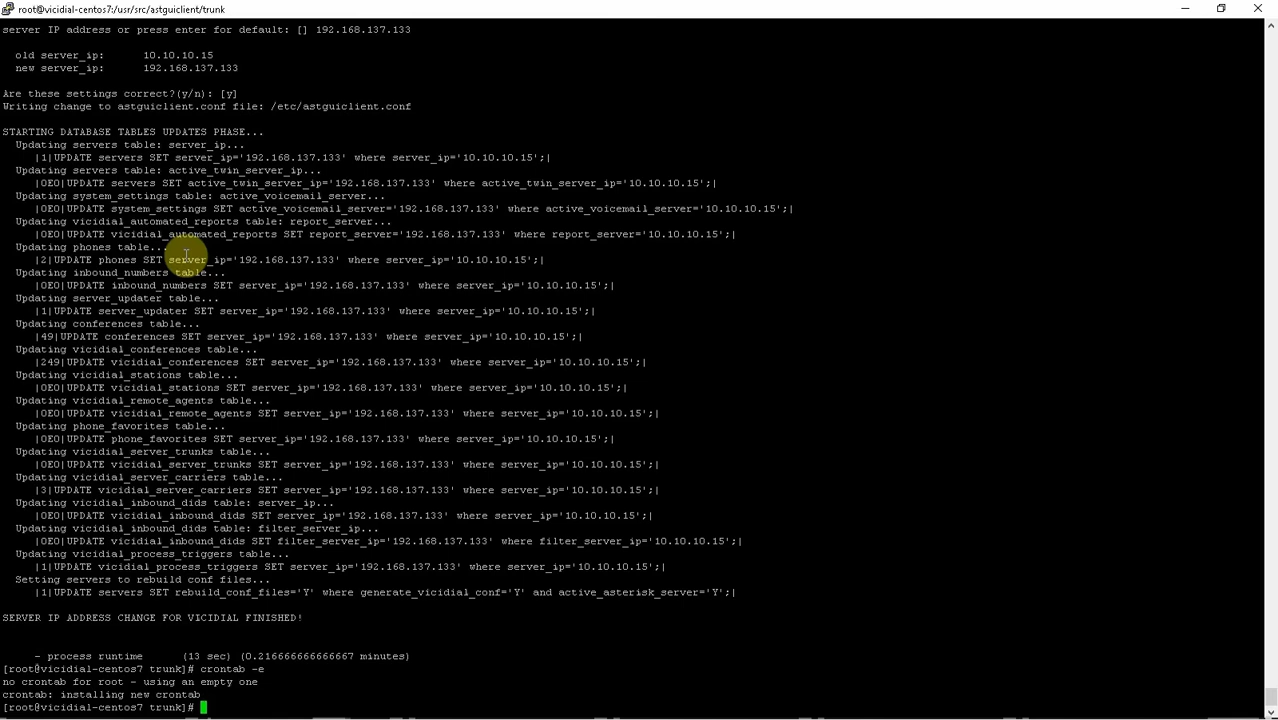 root@vicidial-centos7:/usr/src/astguiclient/trunk
server IP address or press enter for default: [] 192.168.137.133
old server_ip: 10.10.10.15
new server_ip: 192.168.137.133
Are these settings correct?(y/n): [y]
Writing change to astguiclient.conf file: /etc/astguiclient.conf
STARTING DATABASE TABLES UPDATES PHASE...
Updating servers table: server_ip...
|1|UPDATE servers SET server_ip='192.168.137.133' where server_ip='10.10.10.15';|
Updating servers table: active_twin_server_ip...
|0E0|UPDATE servers SET active_twin_server_ip='192.168.137.133' where active_twin_server_ip='10.10.10.15';|
Updating system_settings table: active_voicemail_server...
|0E0|UPDATE system_settings SET active_voicemail_server='192.168.137.133' where active_voicemail_server='10.10.10.15';|
Updating vicidial_automated_reports table: report_server...
|0E0|UPDATE vicidial_automated_reports SET report_server='192.168.137.133' where report_server='10.10.10.15';|
Updating phones table...
|2|UPDATE phones SET server_ip='192.168.137.133' where server_ip='10.10.10.15';|
Updating inbound_numbers table...
|0E0|UPDATE inbound_numbers SET server_ip='192.168.137.133' where server_ip='10.10.10.15';|
Updating server_updater table...
|1|UPDATE server_updater SET server_ip='192.168.137.133' where server_ip='10.10.10.15';|
Updating conferences table...
|49|UPDATE conferences SET server_ip='192.168.137.133' where server_ip='10.10.10.15';|
Updating vicidial_conferences table...
|249|UPDATE vicidial_conferences SET server_ip='192.168.137.133' where server_ip='10.10.10.15';|
Updating vicidial_stations table...
|0E0|UPDATE vicidial_stations SET server_ip='192.168.137.133' where server_ip='10.10.10.15';|
Updating vicidial_remote_agents table...
|0E0|UPDATE vicidial_remote_agents SET server_ip='192.168.137.133' where server_ip='10.10.10.15';|
Updating phone_favorites table...
|0E0|UPDATE phone_favorites SET server_ip='192.168.137.133' where server_ip='10.10.10.15';|
Updating vicidial_server_trunks table...
|0E0|UPDATE vicidial_server_trunks SET server_ip='192.168.137.133' where server_ip='10.10.10.15';|
Updating vicidial_server_carriers table...
|3|UPDATE vicidial_server_carriers SET server_ip='192.168.137.133' where server_ip='10.10.10.15';|
Updating vicidial_inbound_dids table: server_ip...
|0E0|UPDATE vicidial_inbound_dids SET server_ip='192.168.137.133' where server_ip='10.10.10.15';|
Updating vicidial_inbound_dids table: filter_server_ip...
|0E0|UPDATE vicidial_inbound_dids SET filter_server_ip='192.168.137.133' where filter_server_ip='10.10.10.15';|
Updating vicidial_process_triggers table...
|1|UPDATE vicidial_process_triggers SET server_ip='192.168.137.133' where server_ip='10.10.10.15';|
Setting servers to rebuild conf files...
|1|UPDATE servers SET rebuild_conf_files='Y' where generate_vicidial_conf='Y' and active_asterisk_server='Y';|
SERVER IP ADDRESS CHANGE FOR VICIDIAL FINISHED!
- process runtime (13 sec) (0.216666666666667 minutes)
[root@vicidial-centos7 trunk]# crontab -e
no crontab for root - using an empty one
crontab: installing new crontab
[root@vicidial-centos7 trunk]#